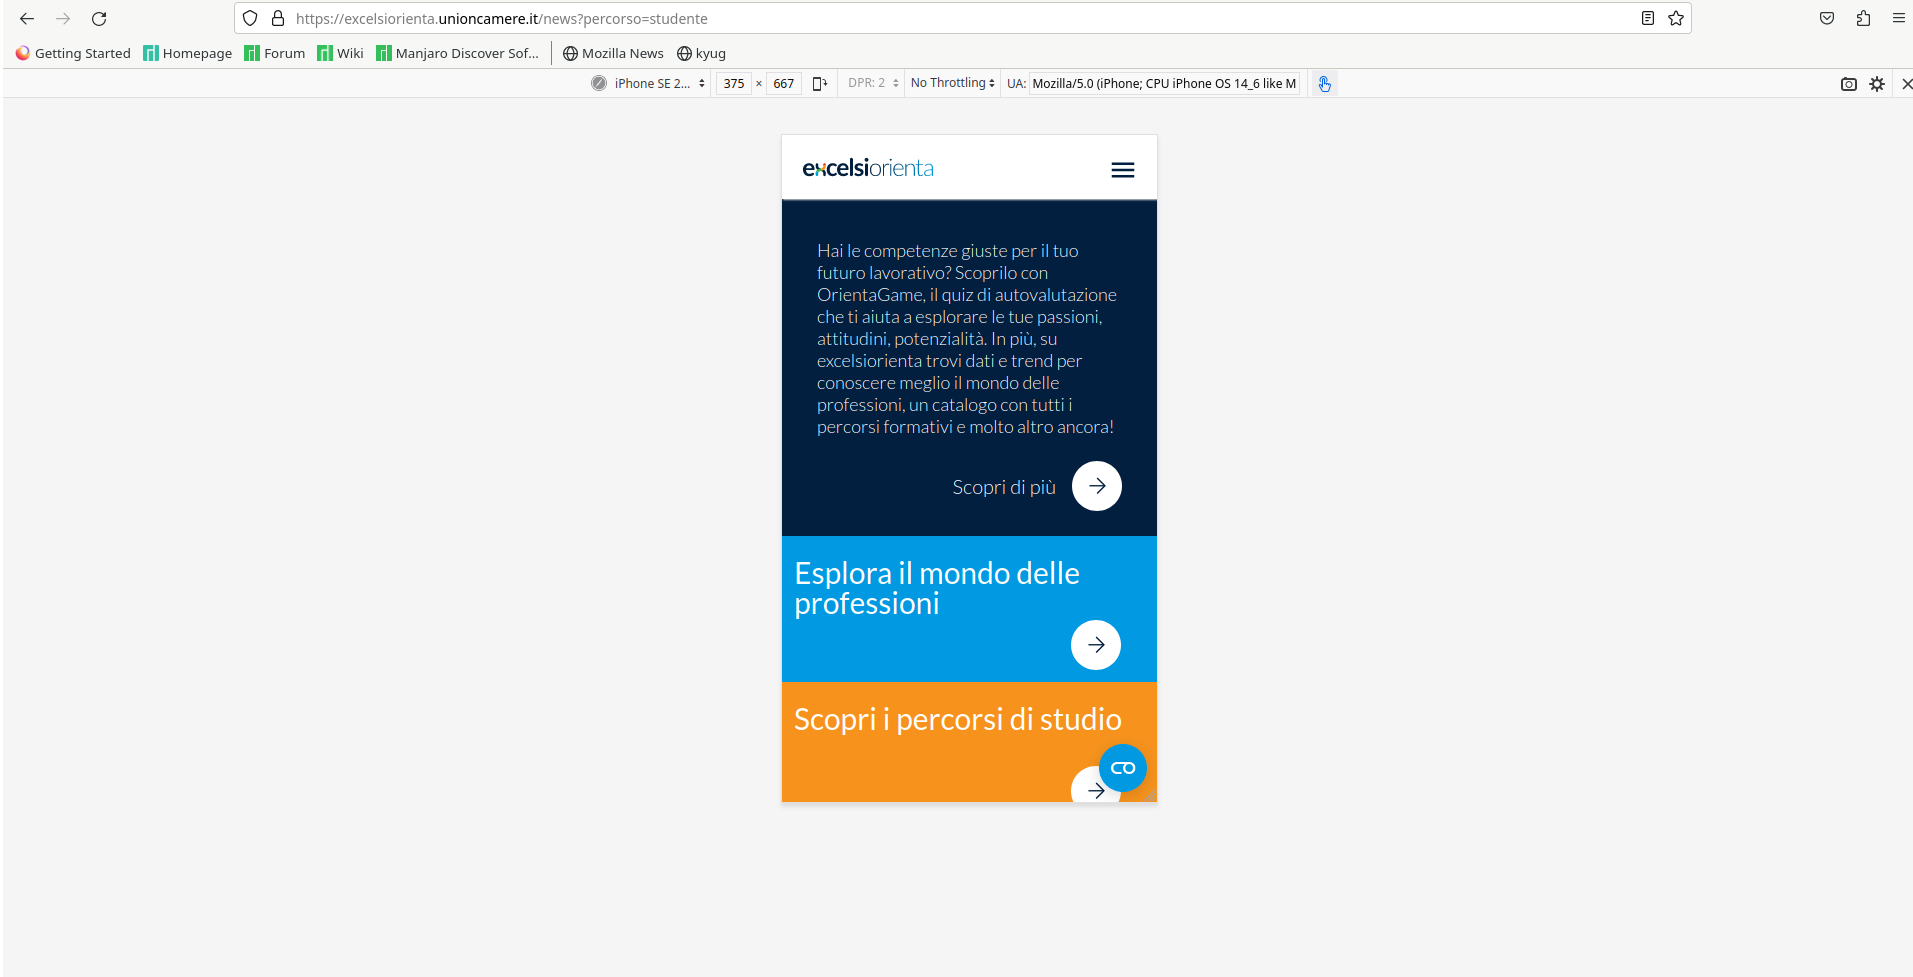 https://excelsiorienta.unioncamere.it/news?percorso=studente
Getting Started Homepage Forum Wiki Manjaro Discover Sof... Mozilla News kyug
iPhone SE 2... 375 × 667 DPR: 2 No Throttling UA: Mozilla/5.0 (iPhone; CPU iPhone OS 14_6 like M
excelsiorienta
Hai le competenze giuste per il tuo
futuro lavorativo? Scoprilo con
OrientaGame, il quiz di autovalutazione
che ti aiuta a esplorare le tue passioni,
attitudini, potenzialità. In più, su
excelsiorienta trovi dati e trend per
conoscere meglio il mondo delle
professioni, un catalogo con tutti i
percorsi formativi e molto altro ancora!
Scopri di più
Esplora il mondo delle
professioni
Scopri i percorsi di studio